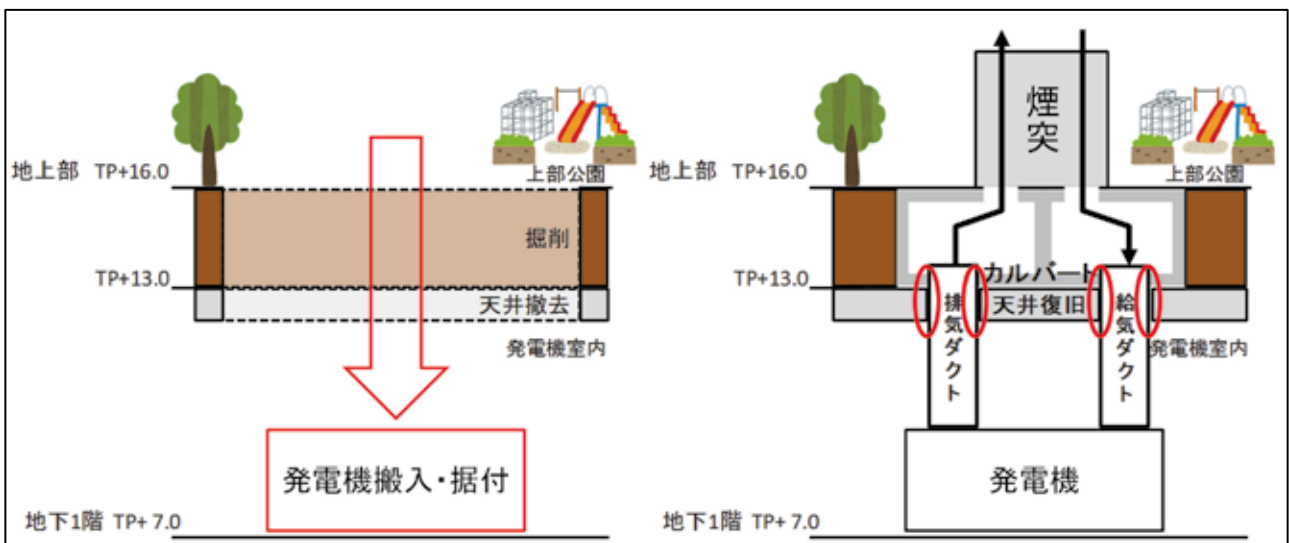 上部公園
地上部 TP+16.0
掘削
TP+13.0
天井撤去
発電機室内
発電機搬入・据付
地下1階 TP+ 7.0
煙突
上部公園
地上部 TP+16.0
TP+13.0
カルバート
天井復旧
排気ダクト
給気ダクト
発電機室内
発電機
地下1階 TP+ 7.0